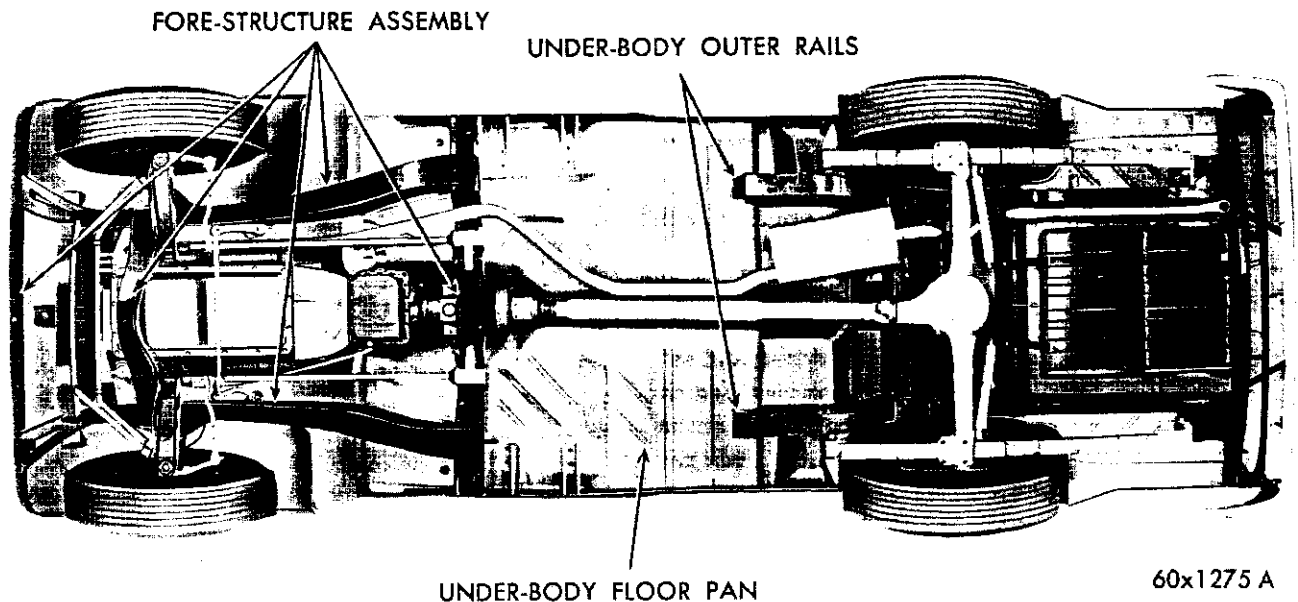 FORE-STRUCTURE ASSEMBLY
UNDER-BODY OUTER RAILS
UNDER-BODY FLOOR PAN
60x1275 A